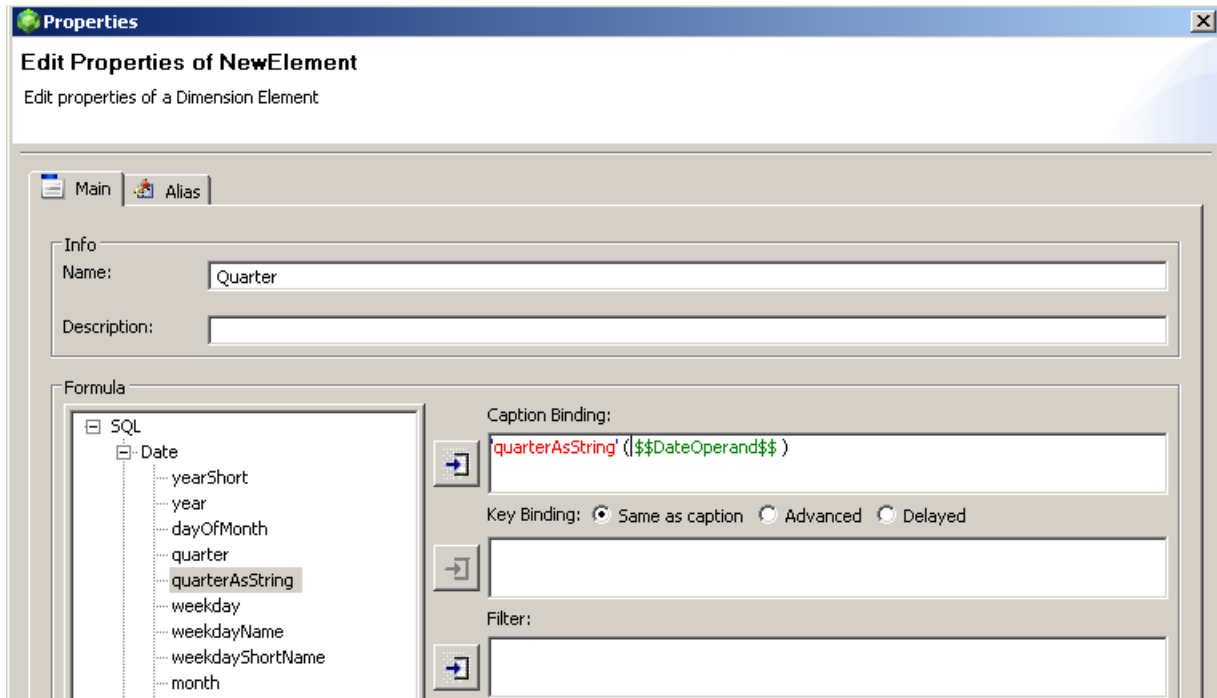 Properties
Edit Properties of NewElement
Edit properties of a Dimension Element
Main
Alias
Info
Name:
Quarter
Description:
Formula
SQL
Date
yearShort
year
dayOfMonth
quarter
quarterAsString
weekday
weekdayName
weekdayShortName
month
Caption Binding:
'quarterAsString' ($$DateOperand$$ )
Key Binding: Same as caption Advanced Delayed
Filter: